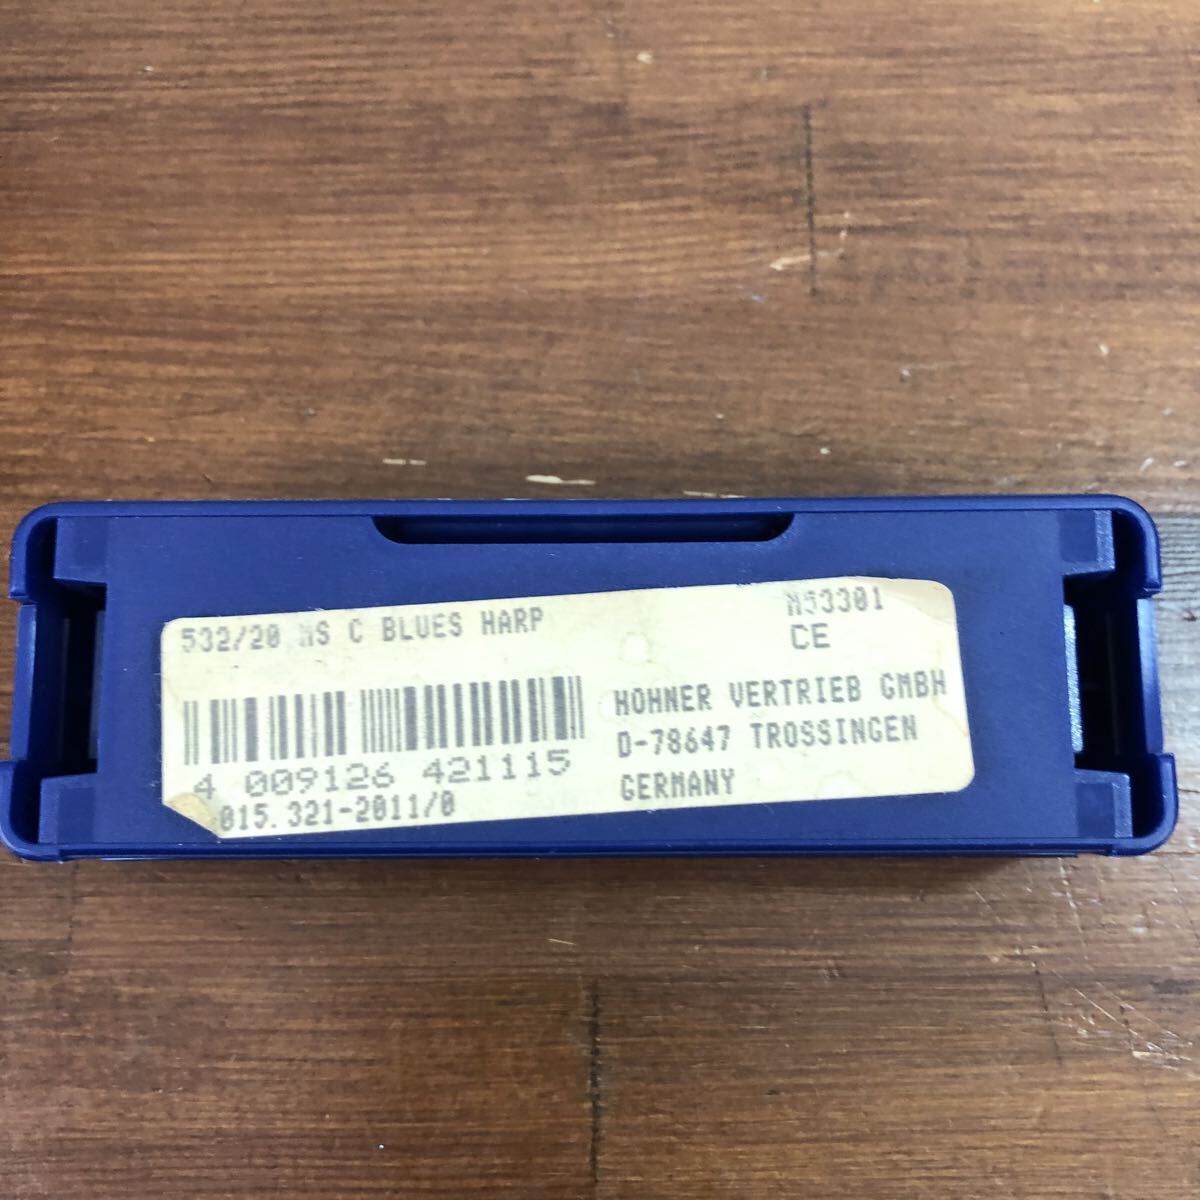 532/20 MS C BLUES HARP
M53301
CE
HOHNER VERTRIEB GMBH
D-78647 TROSSINGEN
GERMANY
4 009126 421115
015.321-2011/0